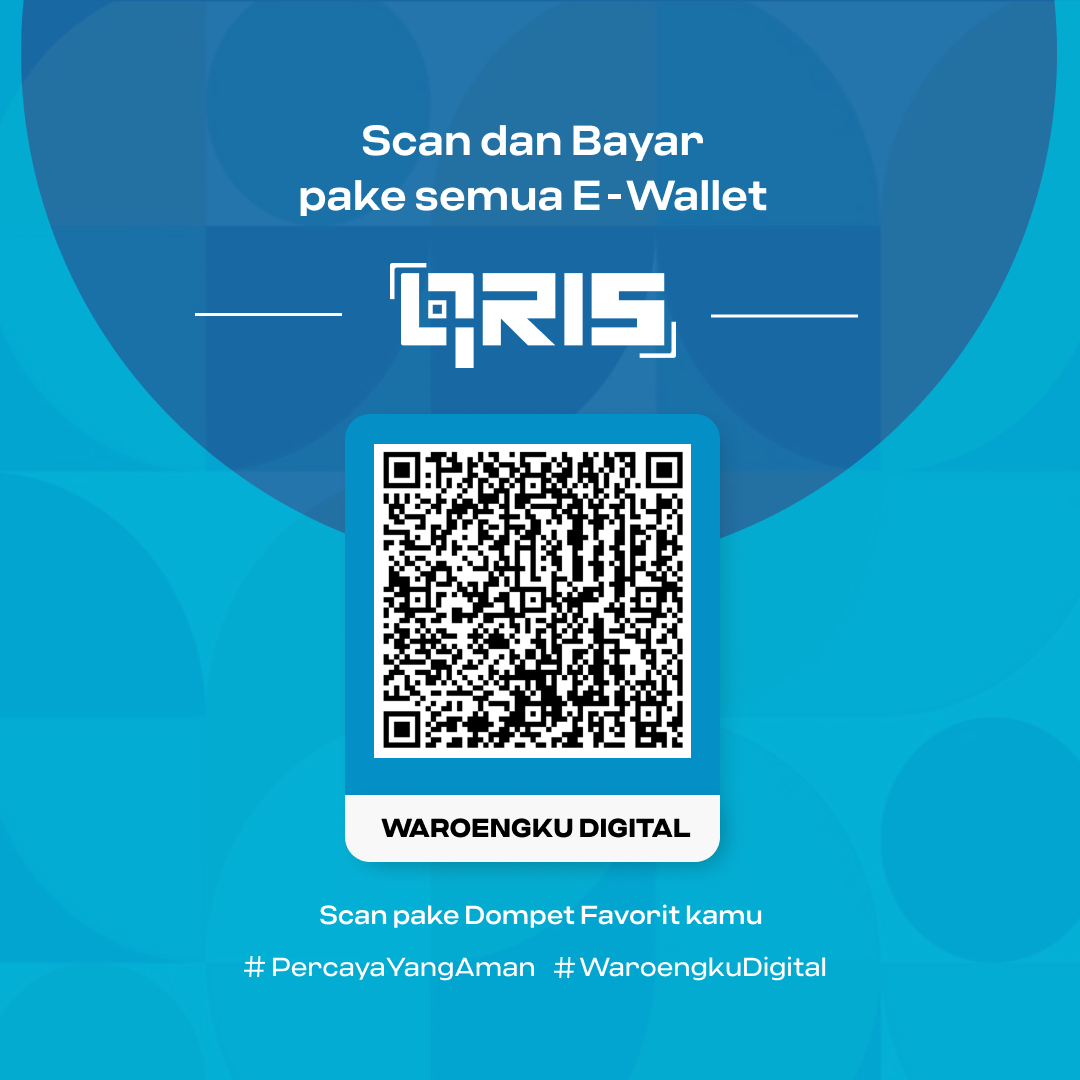 Scan dan Bayar
pake semua E-Wallet
QRIS
WAROENGKU DIGITAL
Scan pake Dompet Favorit kamu
#PercayaYangAman #WaroengkuDigital